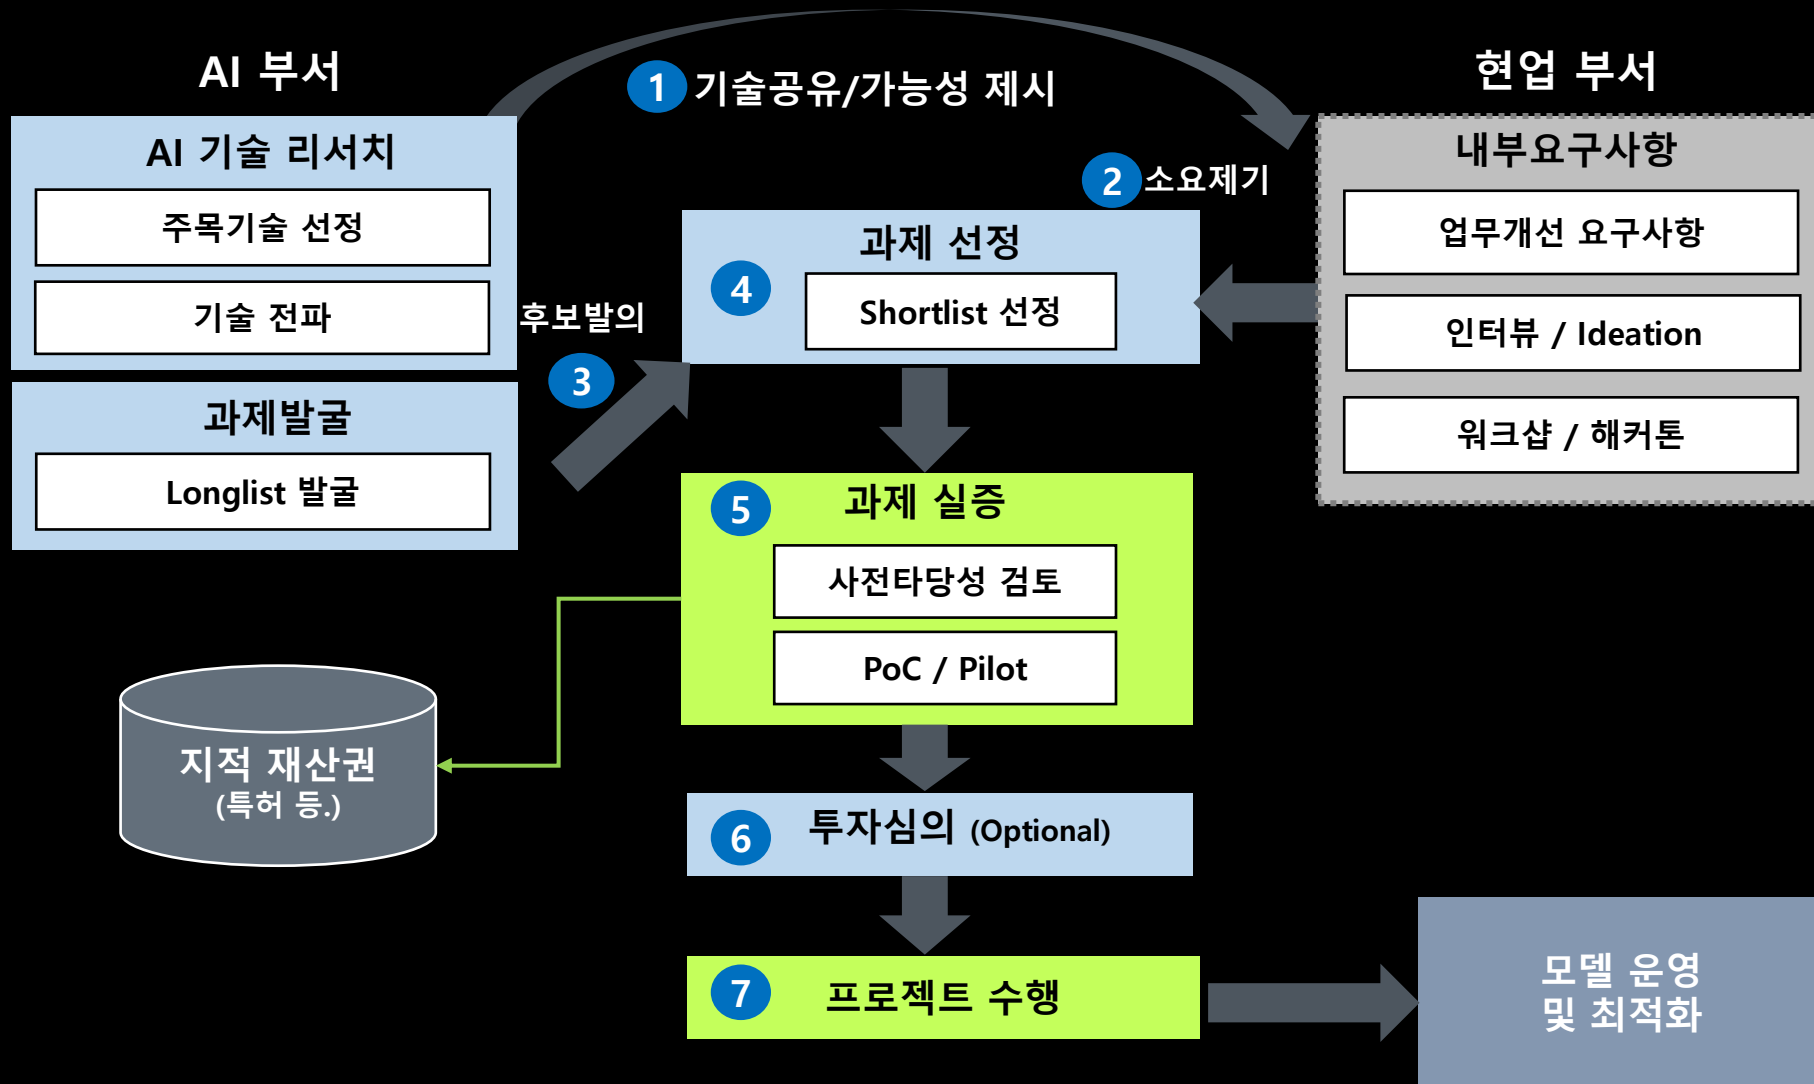 AI 부서
1 기술공유/가능성 제시
현업 부서
AI 기술 리서치
주목기술 선정
기술 전파
과제발굴
Longlist 발굴
2 소요제기
내부요구사항
업무개선 요구사항
인터뷰 / Ideation
워크샵 / 해커톤
후보발의
3
과제 선정
4
Shortlist 선정
5
과제 실증
사전타당성 검토
PoC / Pilot
지적 재산권
(특허 등.)
6 투자심의 (Optional)
7 프로젝트 수행
모델 운영
및 최적화